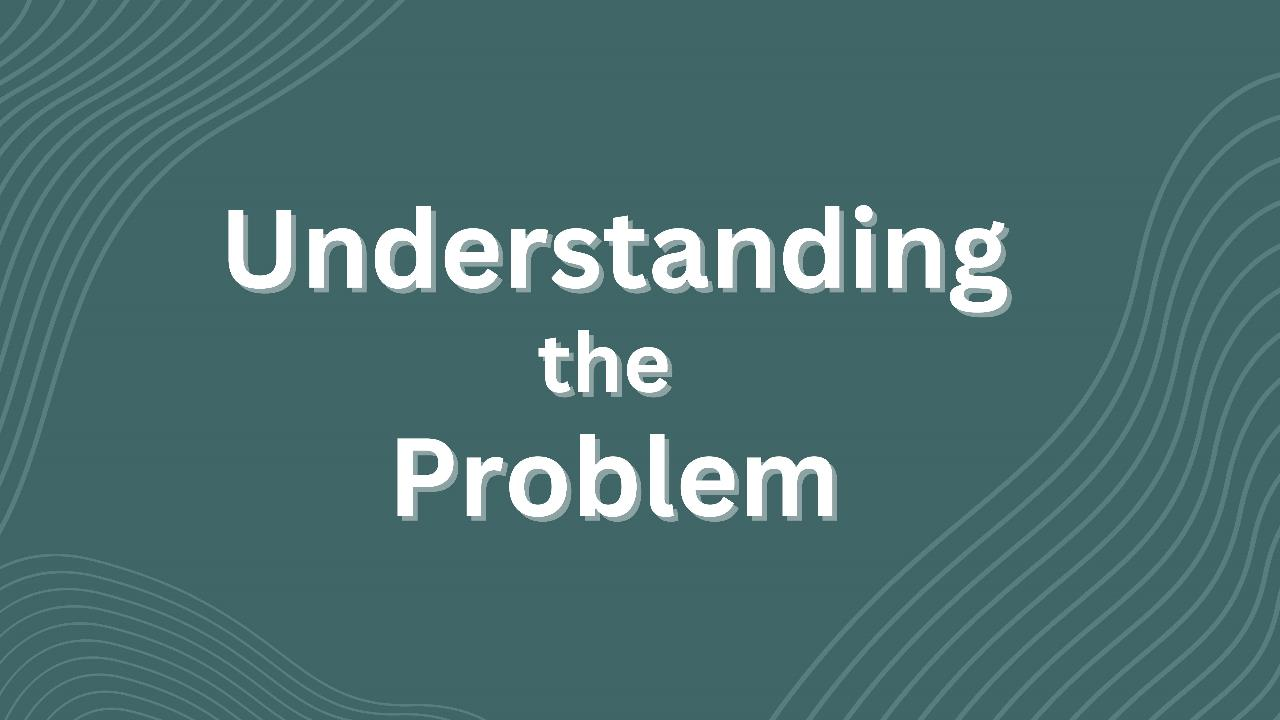 Understanding
the
Problem